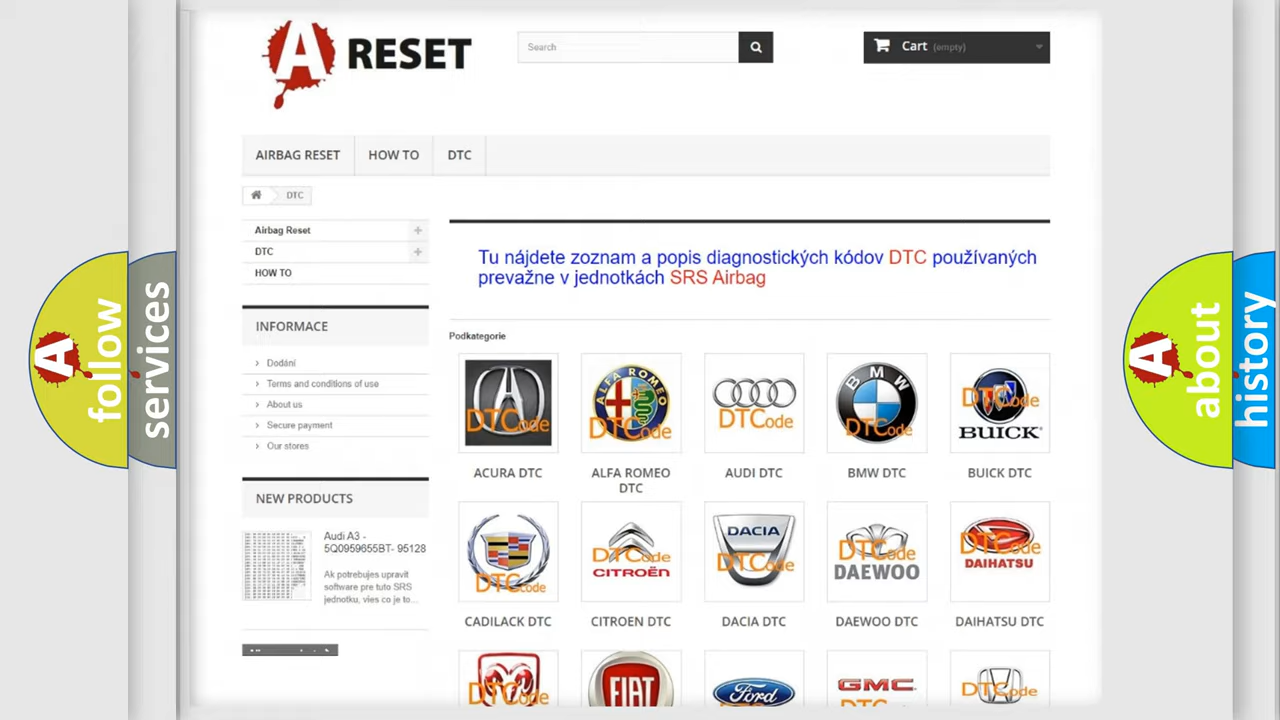 A RESET
Search
Cart (empty)
AIRBAG RESET
HOW TO
DTC
DTC
Airbag Reset
DTC
HOW TO
INFORMACE
Dodání
Terms and conditions of use
About us
Secure payment
Our stores
NEW PRODUCTS
Audi A3 -
5Q0959655BT- 95128
Ak potrebujes upravit
software pre tuto SRS
jednotku, vies co je to...
Tu nájdete zoznam a popis diagnostických kódov DTC používaných
prevažne v jednotkách SRS Airbag
Podkategorie
DTCode
ALFA ROMEO
DTCode
DTCode
BMW
DTCode
DTCode
BUICK
ACURA DTC
ALFA ROMEO
DTC
AUDI DTC
BMW DTC
BUICK DTC
DTCode
DTCode
CITROËN
DACIA
DTCode
DTCode
DAEWOO
DTCode
DAIHATSU
CADILACK DTC
CITROEN DTC
DACIA DTC
DAEWOO DTC
DAIHATSU DTC
DTCode
FIAT
Ford
GMC
DTCode
A follow
services
A about
history